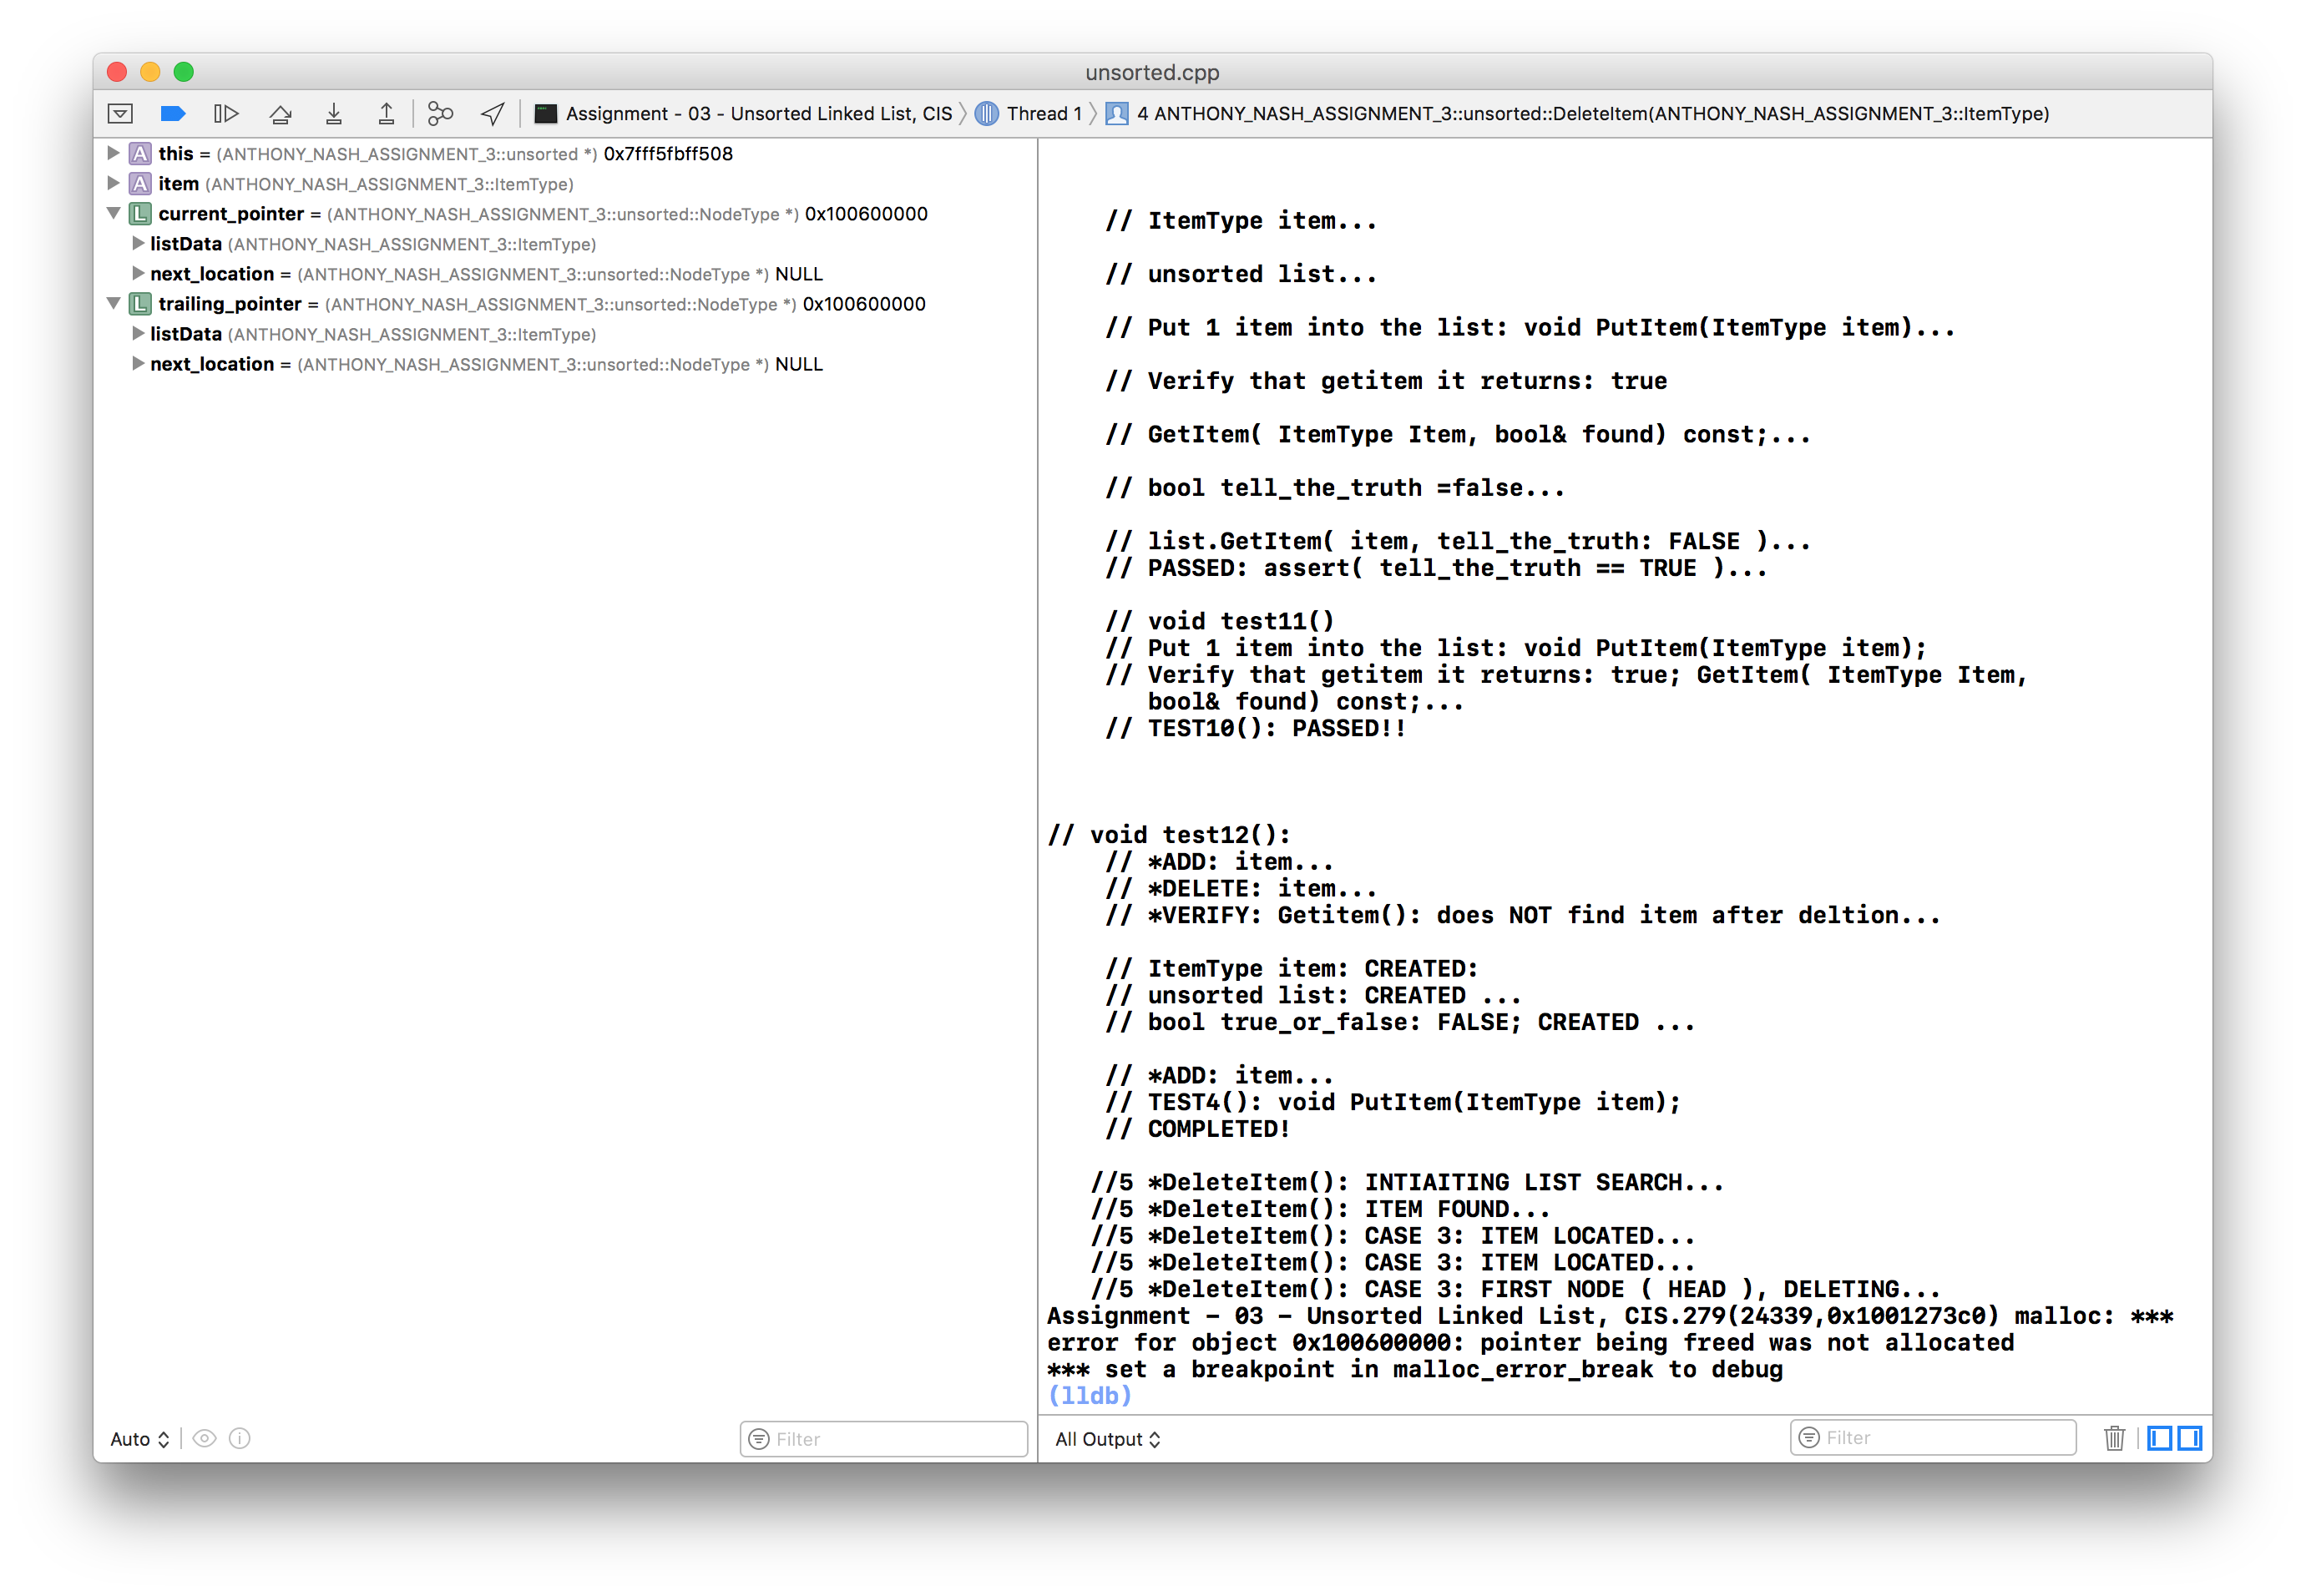 unsorted.cpp
Assignment - 03 - Unsorted Linked List, CIS
Thread 1
4 ANTHONY_NASH_ASSIGNMENT_3::unsorted::DeleteItem(ANTHONY_NASH_ASSIGNMENT_3::ItemType)
A this = (ANTHONY_NASH_ASSIGNMENT_3::unsorted *) 0x7fff5fbff508
A item (ANTHONY_NASH_ASSIGNMENT_3::ItemType)
L current_pointer = (ANTHONY_NASH_ASSIGNMENT_3::unsorted::NodeType *) 0x100600000
listData (ANTHONY_NASH_ASSIGNMENT_3::ItemType)
next_location = (ANTHONY_NASH_ASSIGNMENT_3::unsorted::NodeType *) NULL
L trailing_pointer = (ANTHONY_NASH_ASSIGNMENT_3::unsorted::NodeType *) 0x100600000
listData (ANTHONY_NASH_ASSIGNMENT_3::ItemType)
next_location = (ANTHONY_NASH_ASSIGNMENT_3::unsorted::NodeType *) NULL
Auto
Filter
// ItemType item...
// unsorted list...
// Put 1 item into the list: void PutItem(ItemType item)...
// Verify that getitem it returns: true
// GetItem( ItemType Item, bool& found) const;...
// bool tell_the_truth =false...
// list.GetItem( item, tell_the_truth: FALSE )...
// PASSED: assert( tell_the_truth == TRUE )...
// void test11()
// Put 1 item into the list: void PutItem(ItemType item);
// Verify that getitem it returns: true; GetItem( ItemType Item,
bool& found) const;...
// TEST10(): PASSED!!
// void test12():
// *ADD: item...
// *DELETE: item...
// *VERIFY: Getitem(): does NOT find item after deltion...
// ItemType item: CREATED:
// unsorted list: CREATED ...
// bool true_or_false: FALSE; CREATED ...
// *ADD: item...
// TEST4(): void PutItem(ItemType item);
// COMPLETED!
//5 *DeleteItem(): INTIAITING LIST SEARCH...
//5 *DeleteItem(): ITEM FOUND...
//5 *DeleteItem(): CASE 3: ITEM LOCATED...
//5 *DeleteItem(): CASE 3: ITEM LOCATED...
//5 *DeleteItem(): CASE 3: FIRST NODE ( HEAD ), DELETING...
Assignment - 03 - Unsorted Linked List, CIS.279(24339,0x1001273c0) malloc: ***
error for object 0x100600000: pointer being freed was not allocated
*** set a breakpoint in malloc_error_break to debug
(lldb)
All Output
Filter